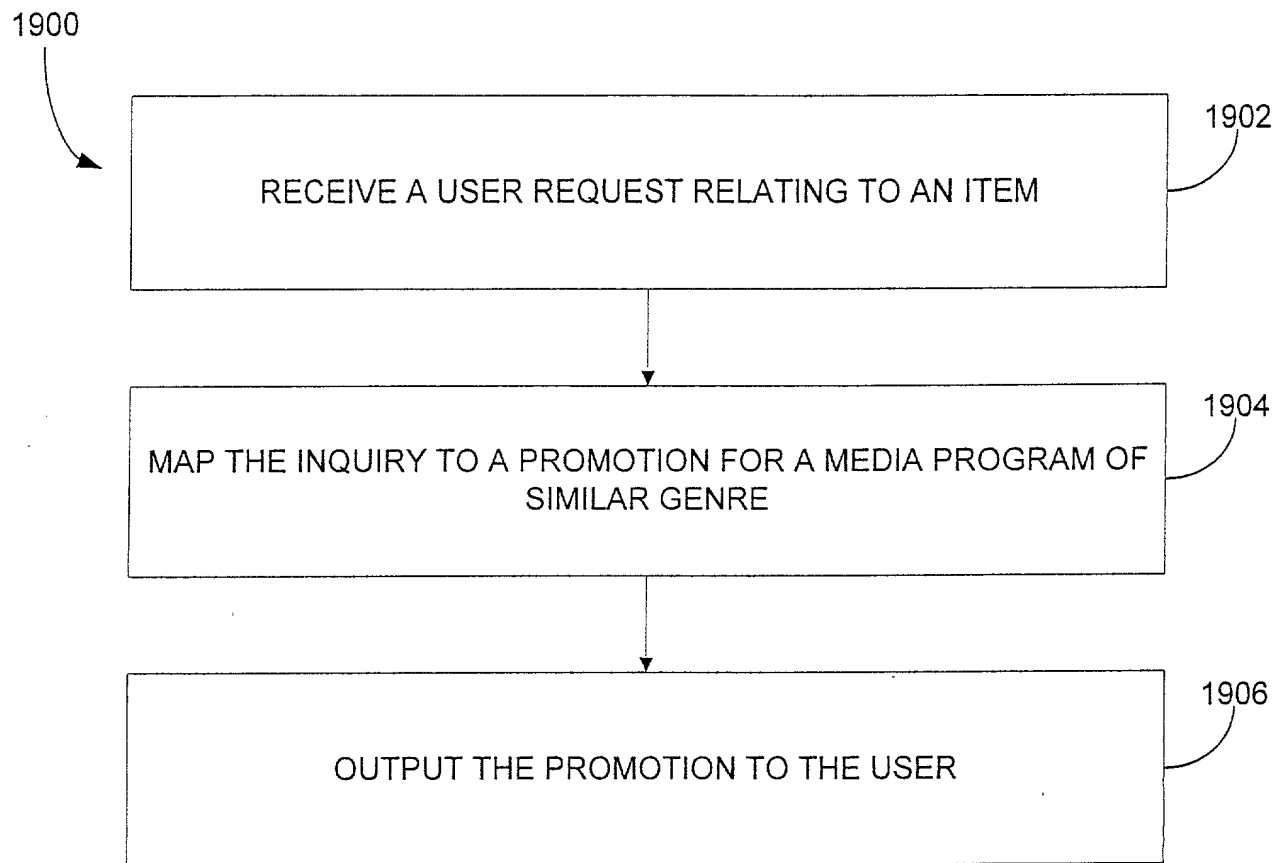 1900
1902
RECEIVE A USER REQUEST RELATING TO AN ITEM
1904
MAP THE INQUIRY TO A PROMOTION FOR A MEDIA PROGRAM OF
SIMILAR GENRE
1906
OUTPUT THE PROMOTION TO THE USER